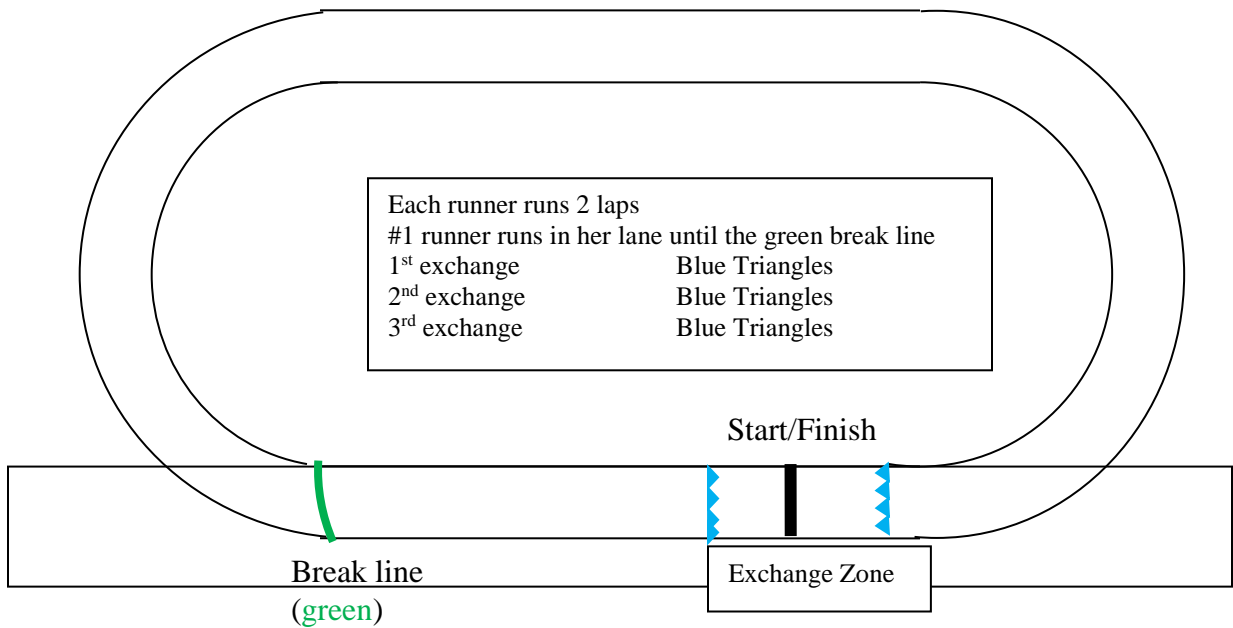 Each runner runs 2 laps
#1 runner runs in her lane until the green break line
1st exchange Blue Triangles
2nd exchange Blue Triangles
3rd exchange Blue Triangles
Start/Finish
Exchange Zone
Break line
(green)